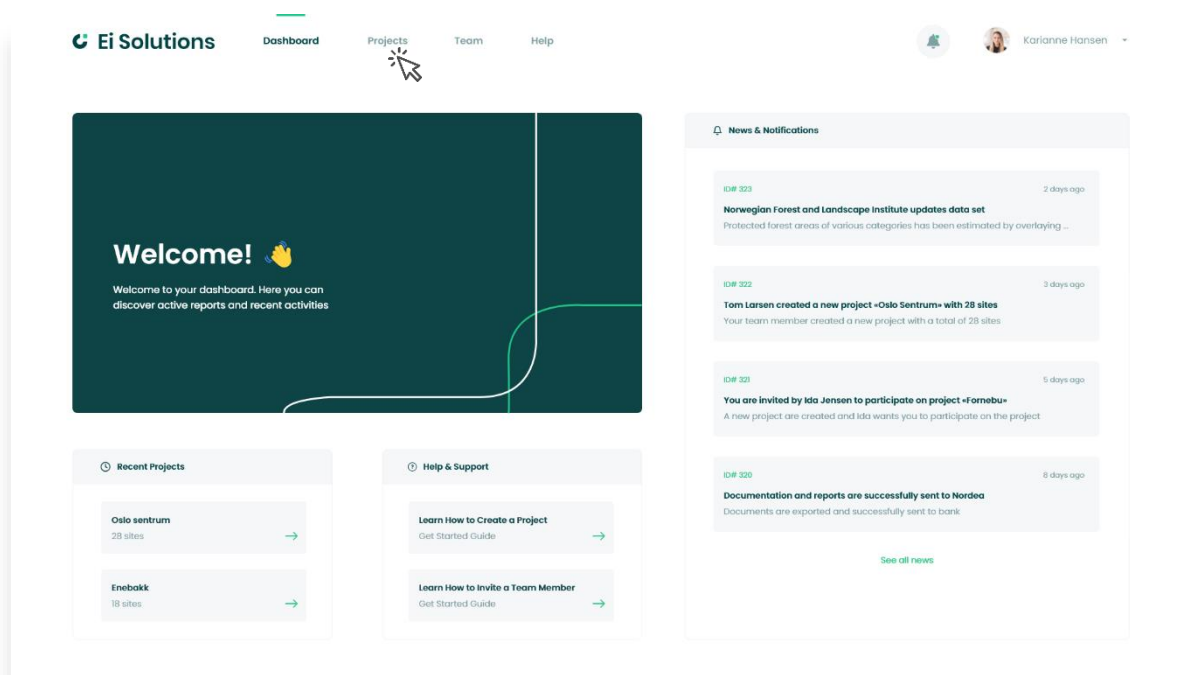 Ei Solutions
Dashboard
Projects
Team
Help
Karianne Hansen
Welcome!
Welcome to your dashboard. Here you can
discover active reports and recent activities
Recent Projects
Oslo sentrum
28 sites
Enebakk
18 sites
Help & Support
Learn How to Create a Project
Get Started Guide
Learn How to Invite a Team Member
Get Started Guide
News & Notifications
ID# 323
2 days ago
Norwegian Forest and Landscape Institute updates data set
Protected forest areas of various categories has been estimated by overlaying ...
ID# 322
3 days ago
Tom Larsen created a new project «Oslo Sentrum» with 28 sites
Your team member created a new project with a total of 28 sites
ID# 321
5 days ago
You are invited by Ida Jensen to participate on project «Fornebu»
A new project are created and Ida wants you to participate on the project
ID# 320
8 days ago
Documentation and reports are successfully sent to Nordea
Documents are exported and successfully sent to bank
See all news